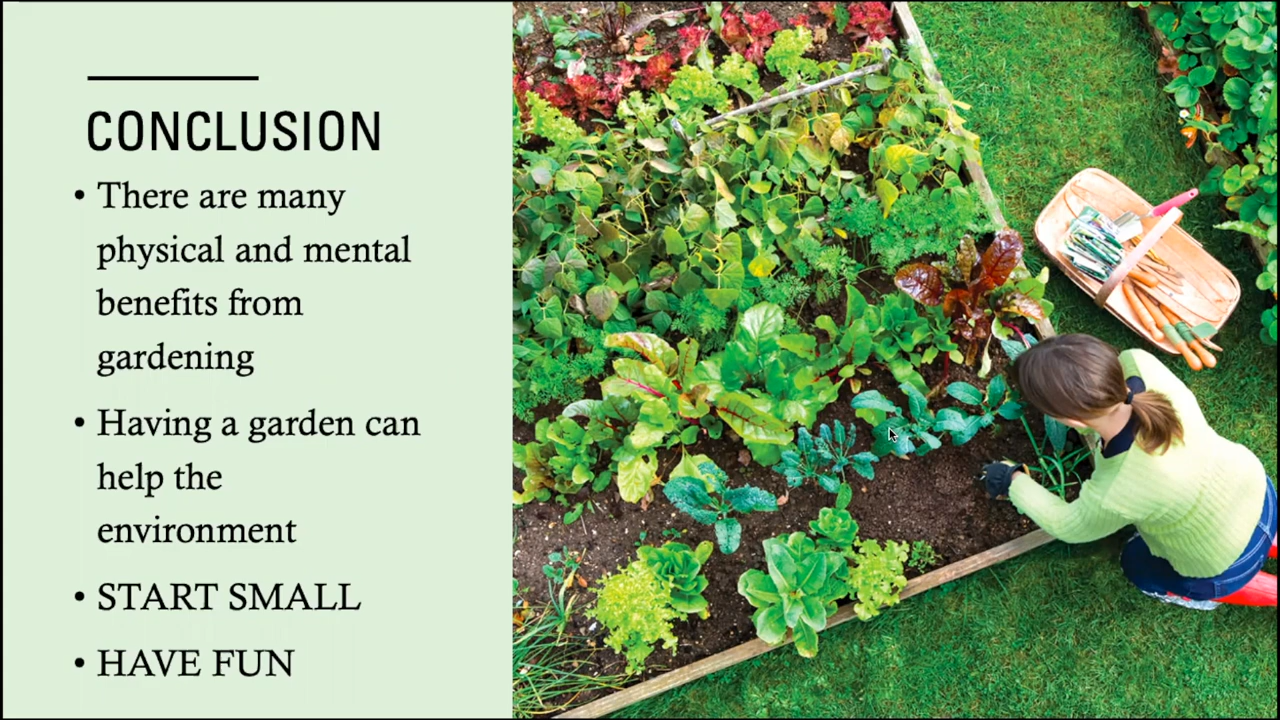 CONCLUSION
• There are many
physical and mental
benefits from
gardening
• Having a garden can
help the
environment
• START SMALL
• HAVE FUN